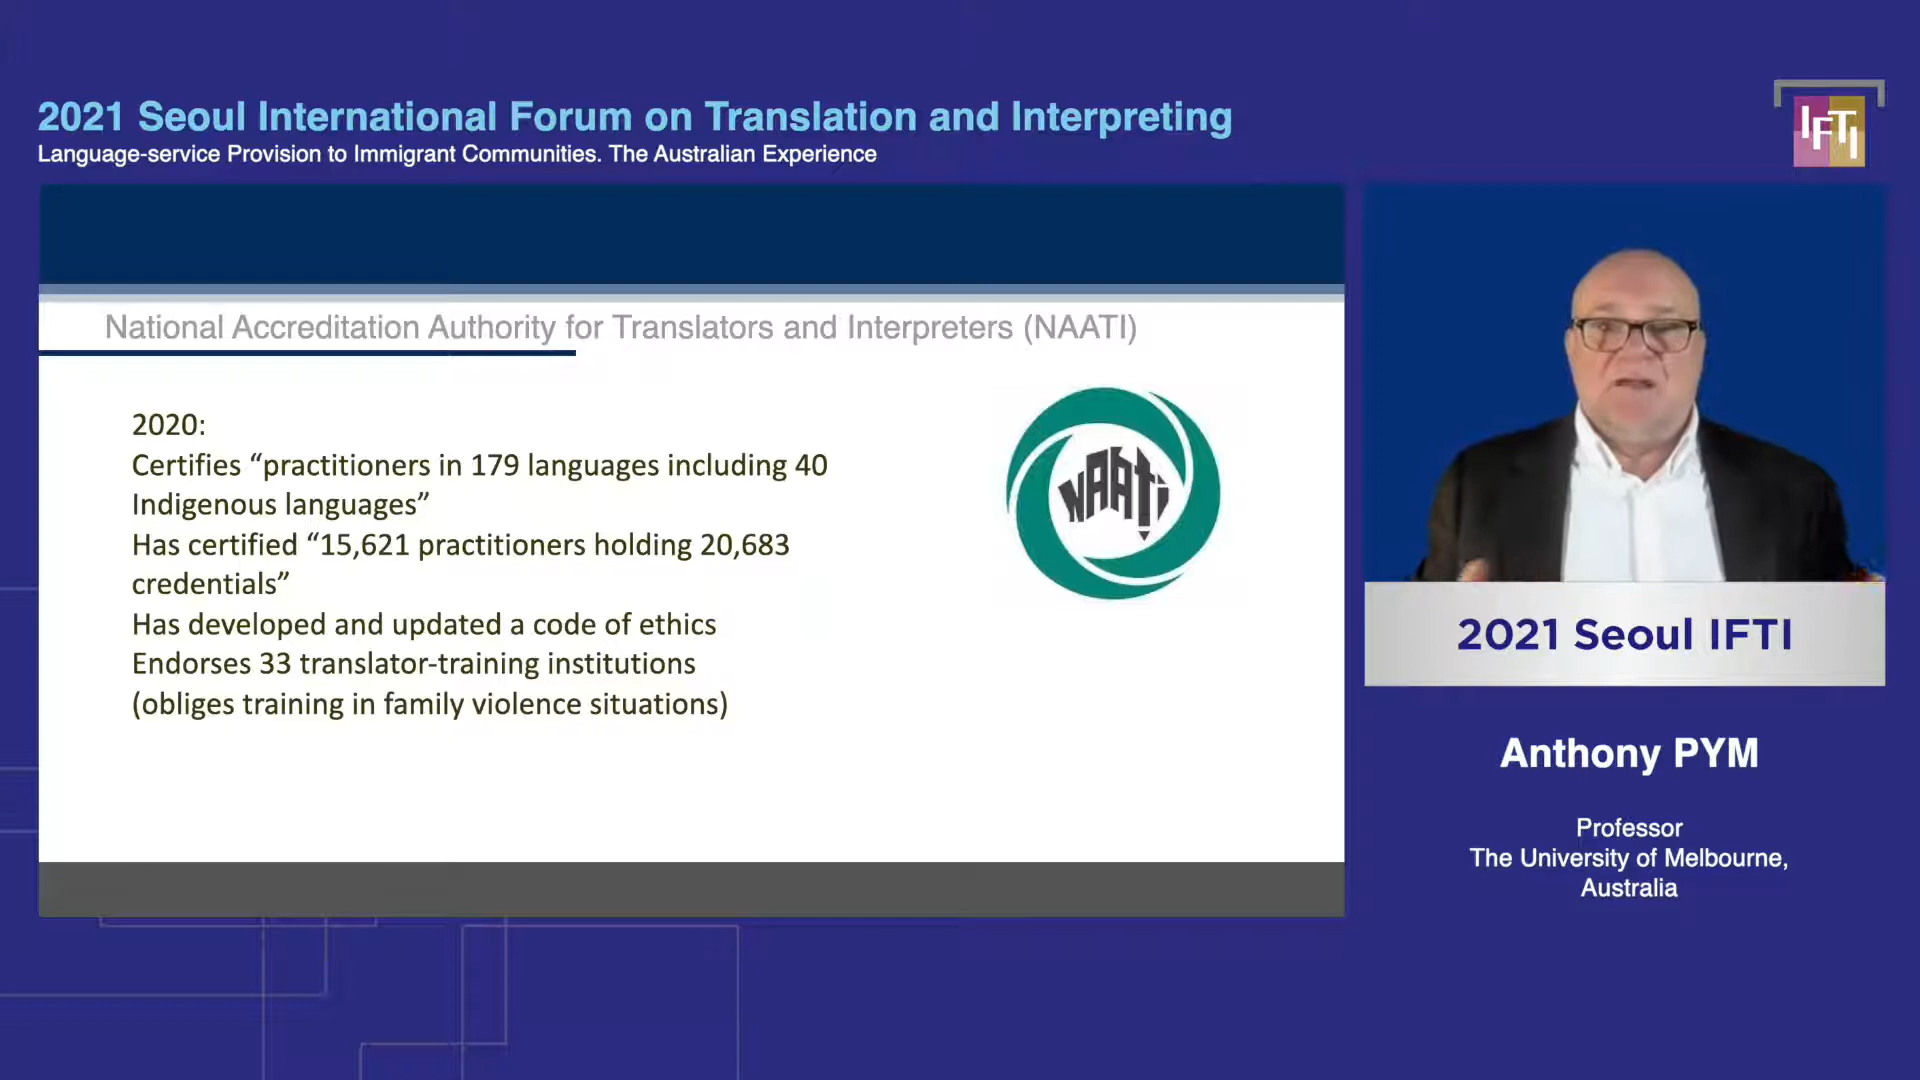 2021 Seoul International Forum on Translation and Interpreting
Language-service Provision to Immigrant Communities. The Australian Experience
IFTI
National Accreditation Authority for Translators and Interpreters (NAATI)
2020:
Certifies “practitioners in 179 languages including 40
Indigenous languages”
Has certified “15,621 practitioners holding 20,683
credentials”
Has developed and updated a code of ethics
Endorses 33 translator-training institutions
(obliges training in family violence situations)
NAATI
2021 Seoul IFTI
Anthony PYM
Professor
The University of Melbourne,
Australia